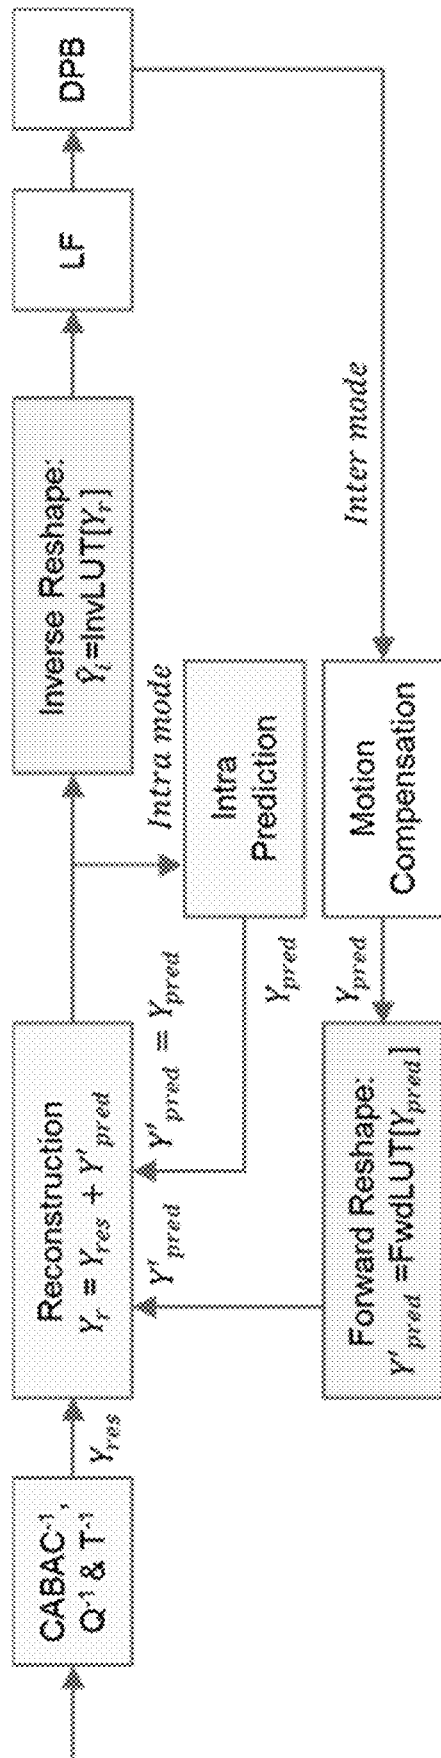 CABAC⁻¹,
Q⁻¹ & T⁻¹
Y_res
Reconstruction
Y_r = Y_res + Y'_pred
Y'_pred
Y'_pred = Y_pred
Inverse Reshape:
Ŷ_i=InvLUT[Y_r]
LF
DPB
Intra mode
Intra
Prediction
Y_pred
Inter mode
Motion
Compensation
Y_pred
Forward Reshape:
Y'_pred =FwdLUT[Y_pred]